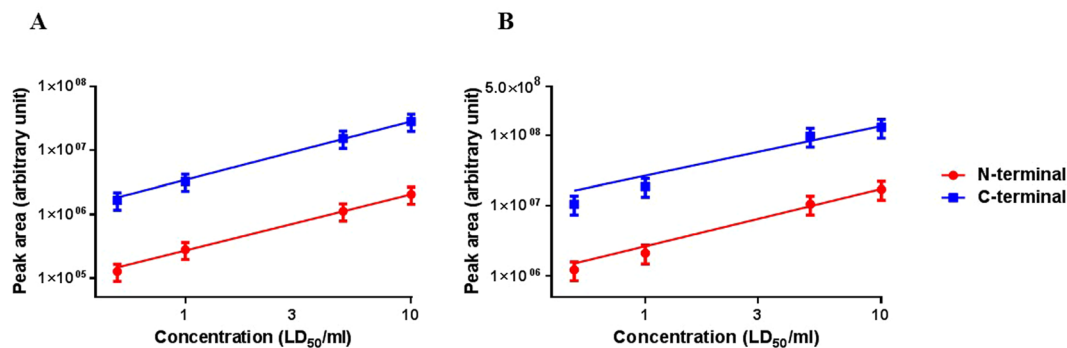 A
B
Peak area (arbitrary unit)
1×10⁰⁸
1×10⁰⁷
1×10⁰⁶
1×10⁰⁵
1
3
10
Concentration (LD₅₀/ml)
Peak area (arbitrary unit)
5.0×10⁸
1×10⁰⁸
1×10⁰⁷
1×10⁰⁶
1
3
10
Concentration (LD₅₀/ml)
N-terminal
C-terminal